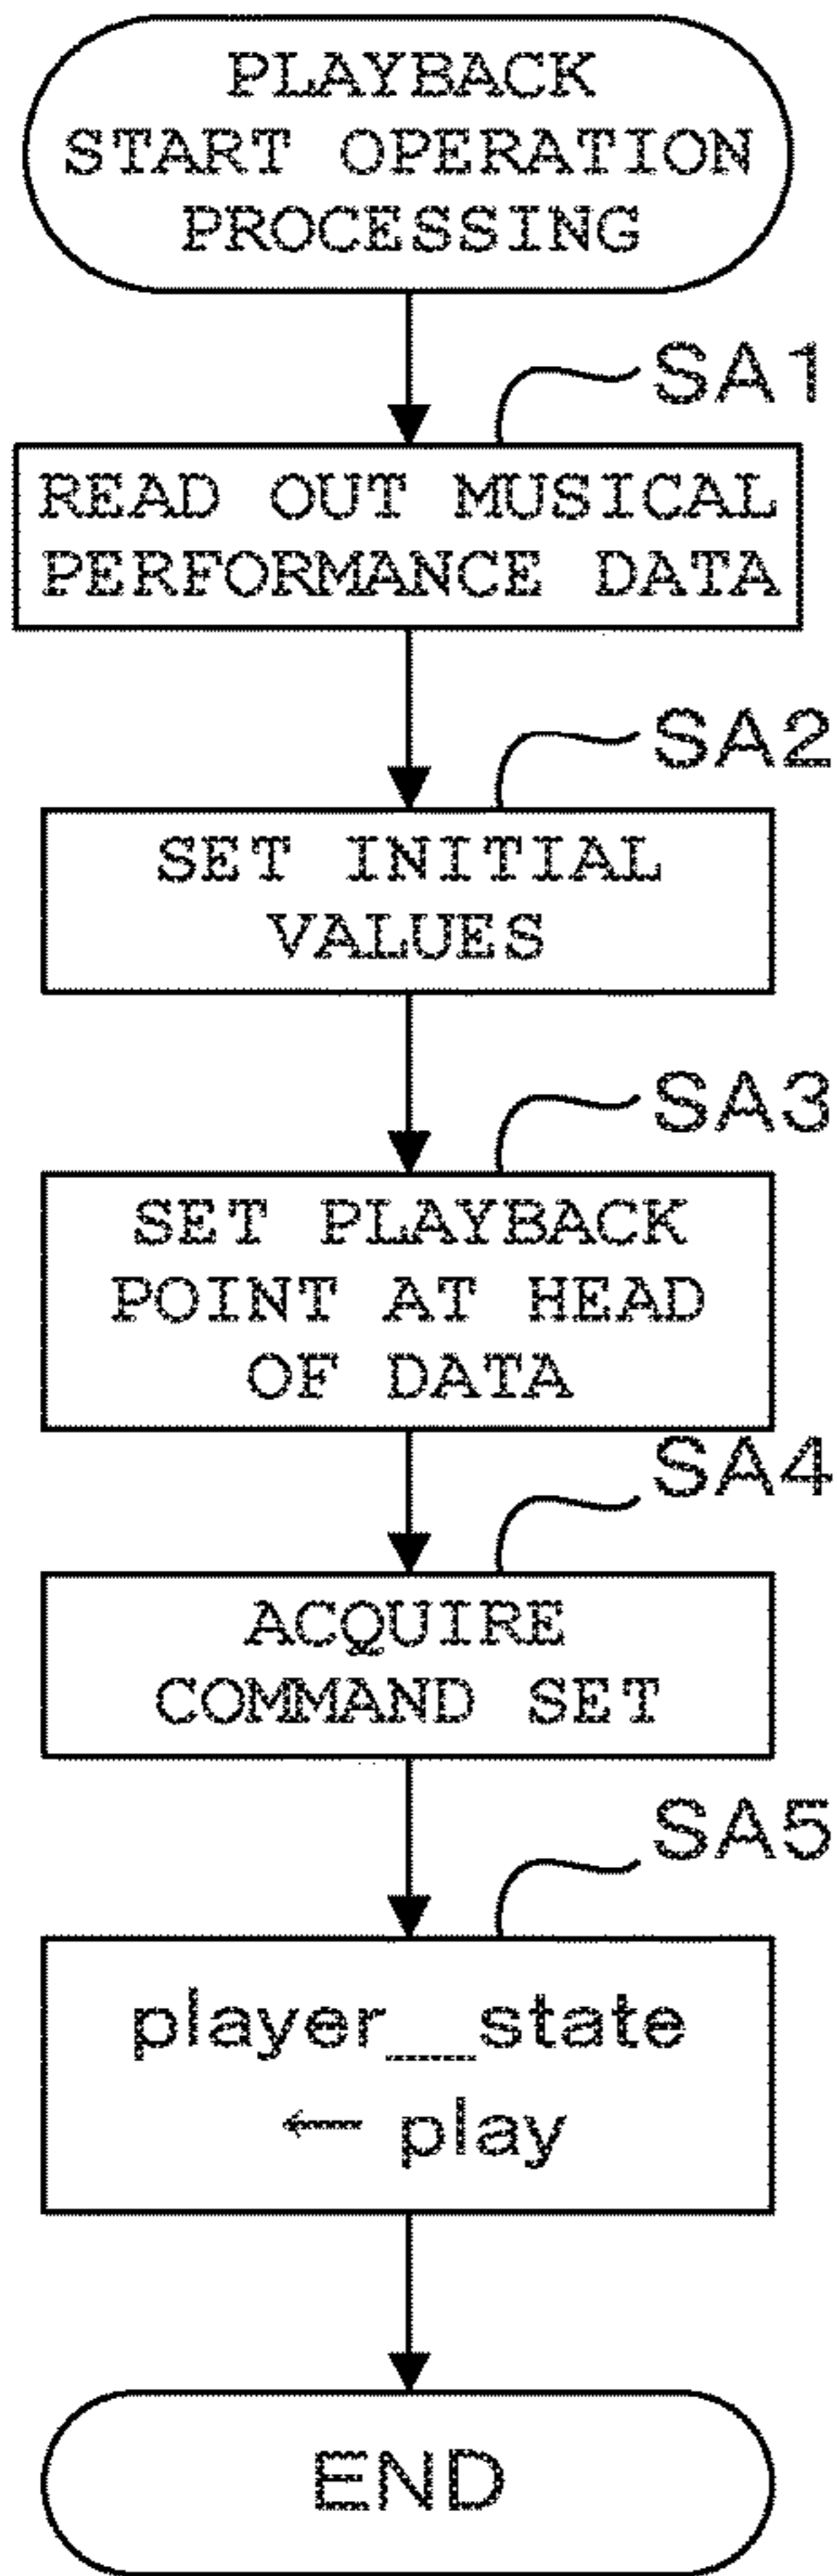 PLAYBACK
START OPERATION
PROCESSING
SA1
READ OUT MUSICAL
PERFORMANCE DATA
SA2
SET INITIAL
VALUES
SA3
SET PLAYBACK
POINT AT HEAD
OF DATA
SA4
ACQUIRE
COMMAND SET
SA5
player__state
← play
END